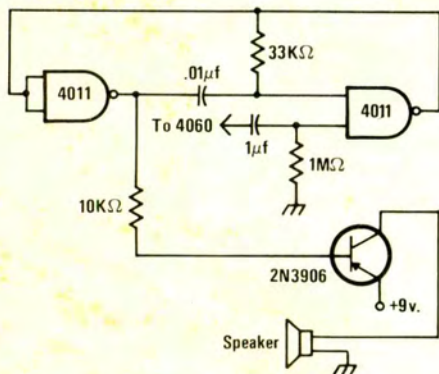 4011
.01µf
33KΩ
4011
To 4060
1µf
1MΩ
10KΩ
2N3906
+9v.
Speaker